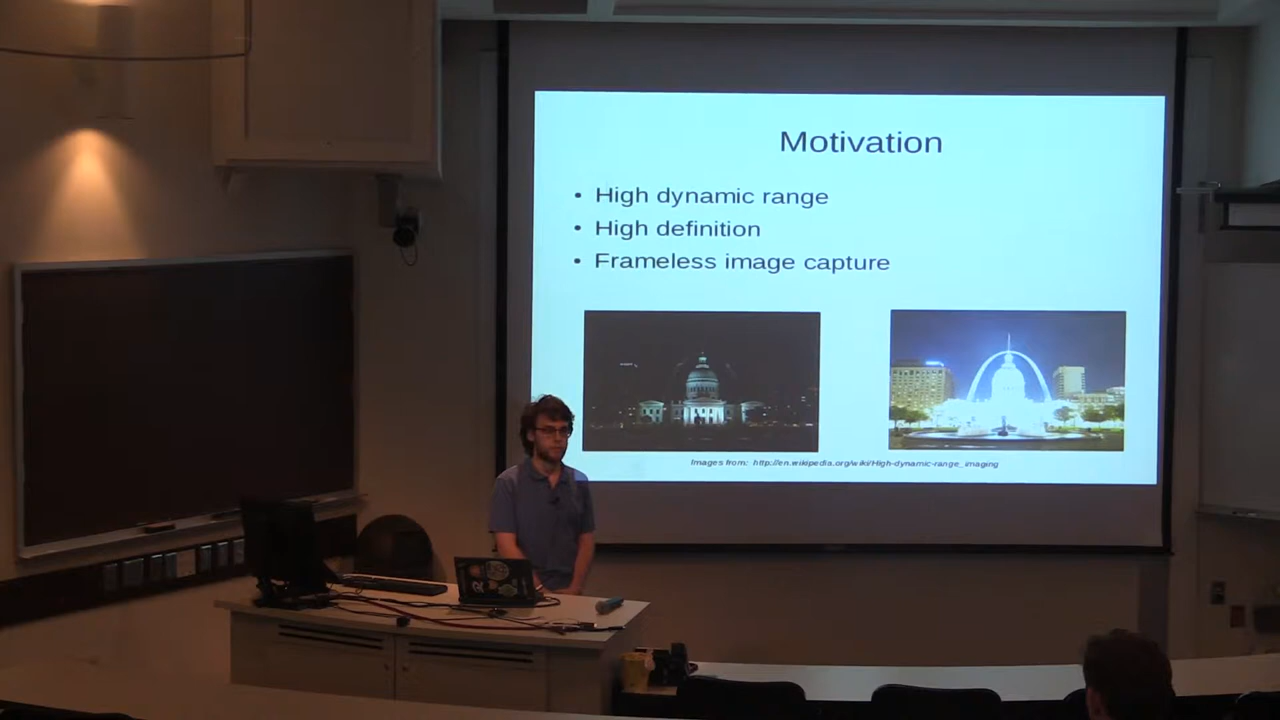 Motivation
• High dynamic range
• High definition
• Frameless image capture
Images from: http://en.wikipedia.org/wiki/High-dynamic-range_imaging